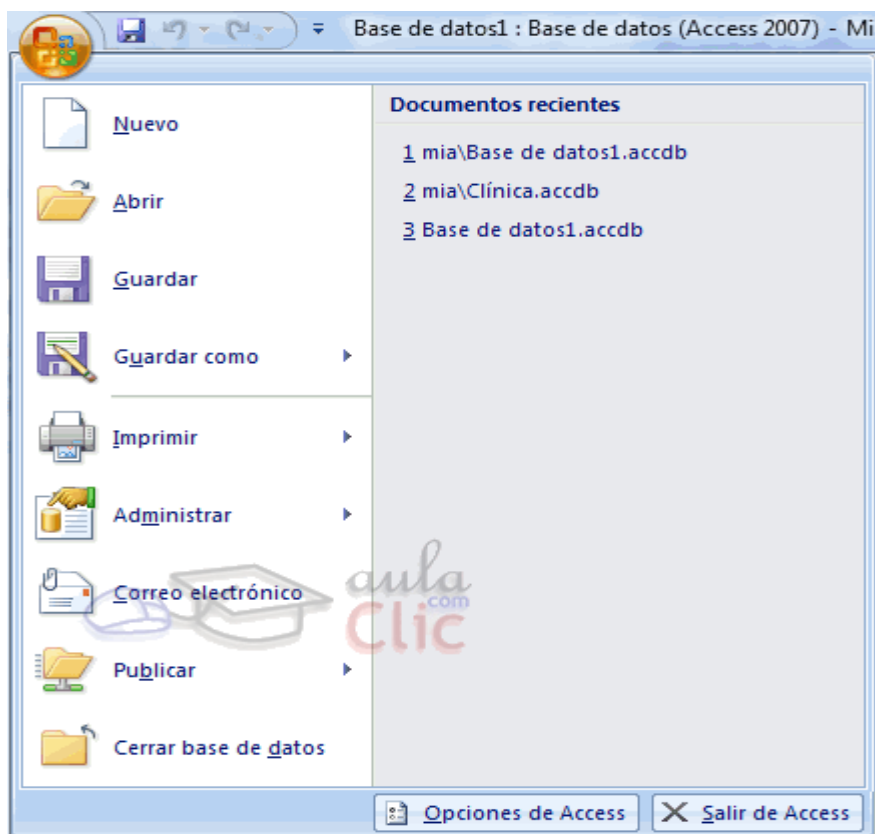 Base de datos1 : Base de datos (Access 2007) - Mi
Nuevo
Abrir
Guardar
Guardar como
Imprimir
Administrar
Correo electrónico
Publicar
Cerrar base de datos
Documentos recientes
1 mia\Base de datos1.accdb
2 mia\Clínica.accdb
3 Base de datos1.accdb
aula
.com
Clic
Opciones de Access
Salir de Access